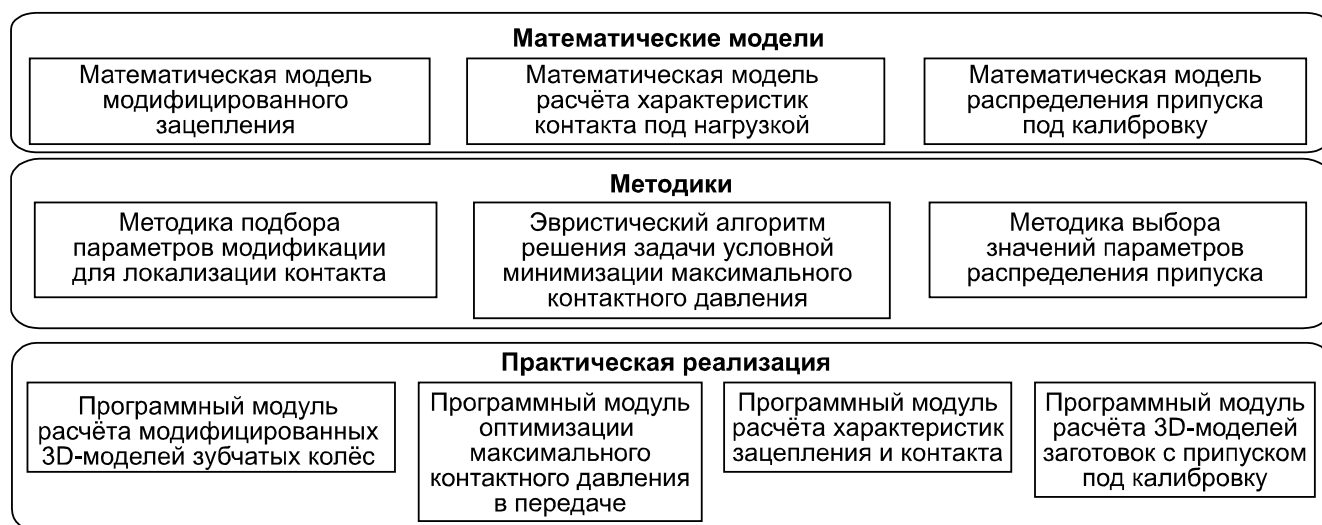 Математические модели
Математическая модель
модифицированного
зацепления
Математическая модель
расчёта характеристик
контакта под нагрузкой
Математическая модель
распределения припуска
под калибровку
Методики
Методика подбора
параметров модификации
для локализации контакта
Эвристический алгоритм
решения задачи условной
минимизации максимального
контактного давления
Методика выбора
значений параметров
распределения припуска
Практическая реализация
Программный модуль
расчёта модифицированных
3D-моделей зубчатых колёс
Программный модуль
оптимизации
максимального
контактного давления
в передаче
Программный модуль
расчёта характеристик
зацепления и контакта
Программный модуль
расчёта 3D-моделей
заготовок с припуском
под калибровку